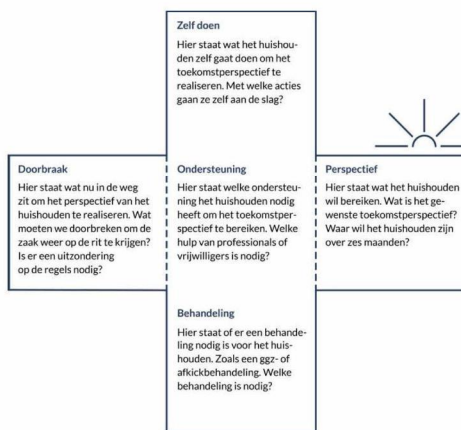 Zelf doen
Hier staat wat het huishou-
den zelf gaat doen om het
toekomstperspectief te
realiseren. Met welke acties
gaan ze zelf aan de slag?
Doorbraak
Hier staat wat nu in de weg
zit om het perspectief van het
huishouden te realiseren. Wat
moeten we doorbreken om de
zaak weer op de rit te krijgen?
Is er een uitzondering
op de regels nodig?
Ondersteuning
Hier staat welke ondersteu-
ning het huishouden nodig
heeft om het toekomstper-
spectief te bereiken. Welke
hulp van professionals of
vrijwilligers is nodig?
Perspectief
Hier staat wat het huishouden
wil bereiken. Wat is het ge-
wenste toekomstperspectief?
Waar wil het huishouden zijn
over zes maanden?
Behandeling
Hier staat of er een behande-
ling nodig is voor het huis-
houden. Zoals een ggz- of
afkickbehandeling. Welke
behandeling is nodig?